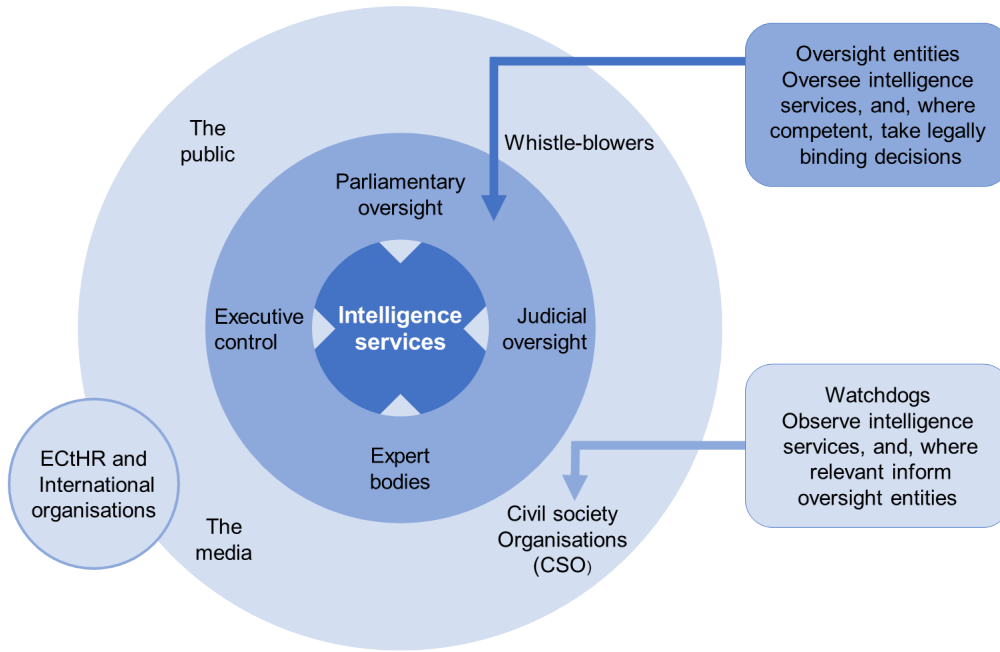 Oversight entities
Oversee intelligence
services, and, where
competent, take legally
binding decisions
The
public
Whistle-blowers
Parliamentary
oversight
Executive
control
Intelligence
services
Judicial
oversight
Expert
bodies
Watchdogs
Observe intelligence
services, and, where
relevant inform
oversight entities
ECtHR and
International
organisations
The
media
Civil society
Organisations
(CSO)